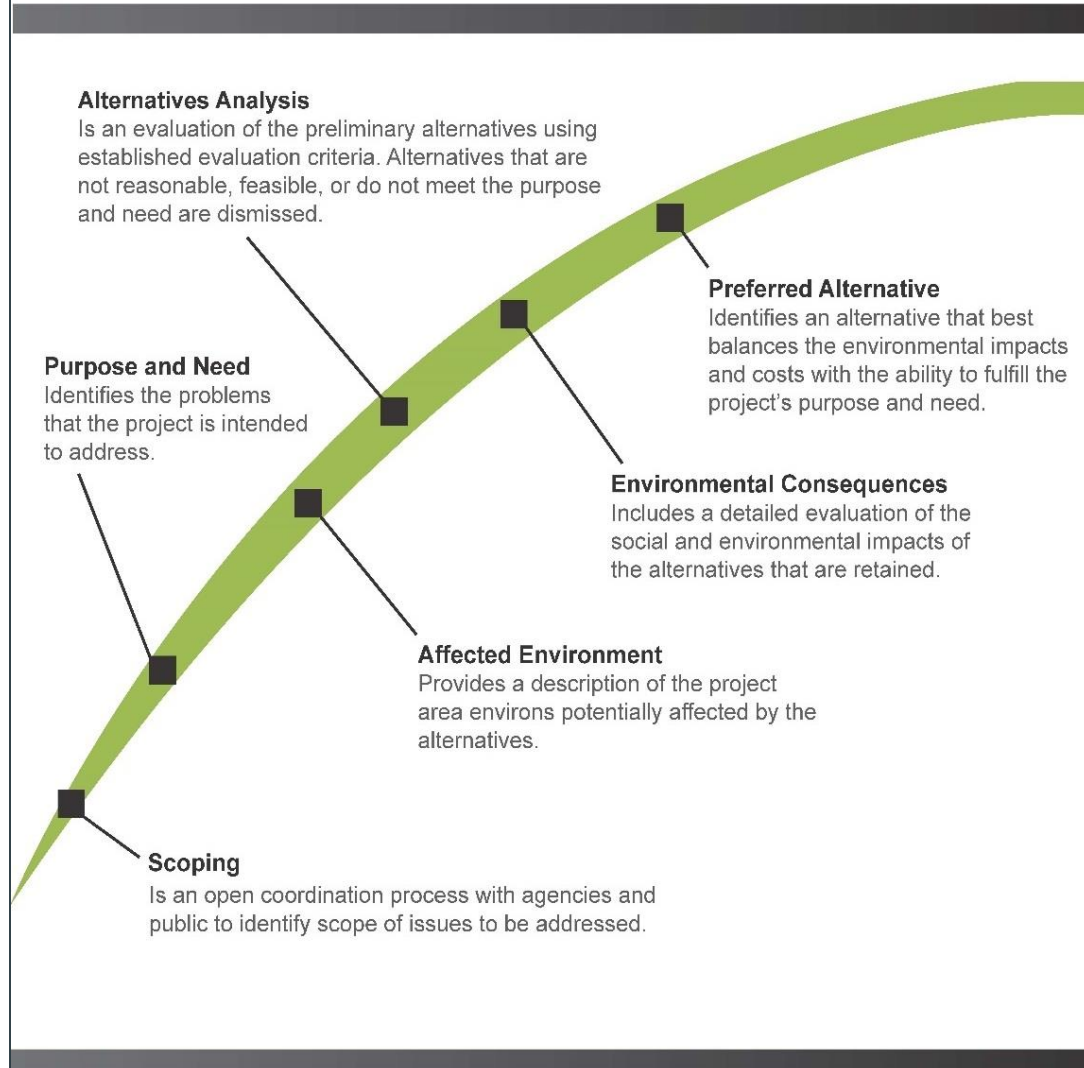 Alternatives Analysis
Is an evaluation of the preliminary alternatives using
established evaluation criteria. Alternatives that are
not reasonable, feasible, or do not meet the purpose
and need are dismissed.
Preferred Alternative
Identifies an alternative that best
balances the environmental impacts
and costs with the ability to fulfill the
project's purpose and need.
Purpose and Need
Identifies the problems
that the project is intended
to address.
Environmental Consequences
Includes a detailed evaluation of the
social and environmental impacts of
the alternatives that are retained.
Affected Environment
Provides a description of the project
area environs potentially affected by the
alternatives.
Scoping
Is an open coordination process with agencies and
public to identify scope of issues to be addressed.